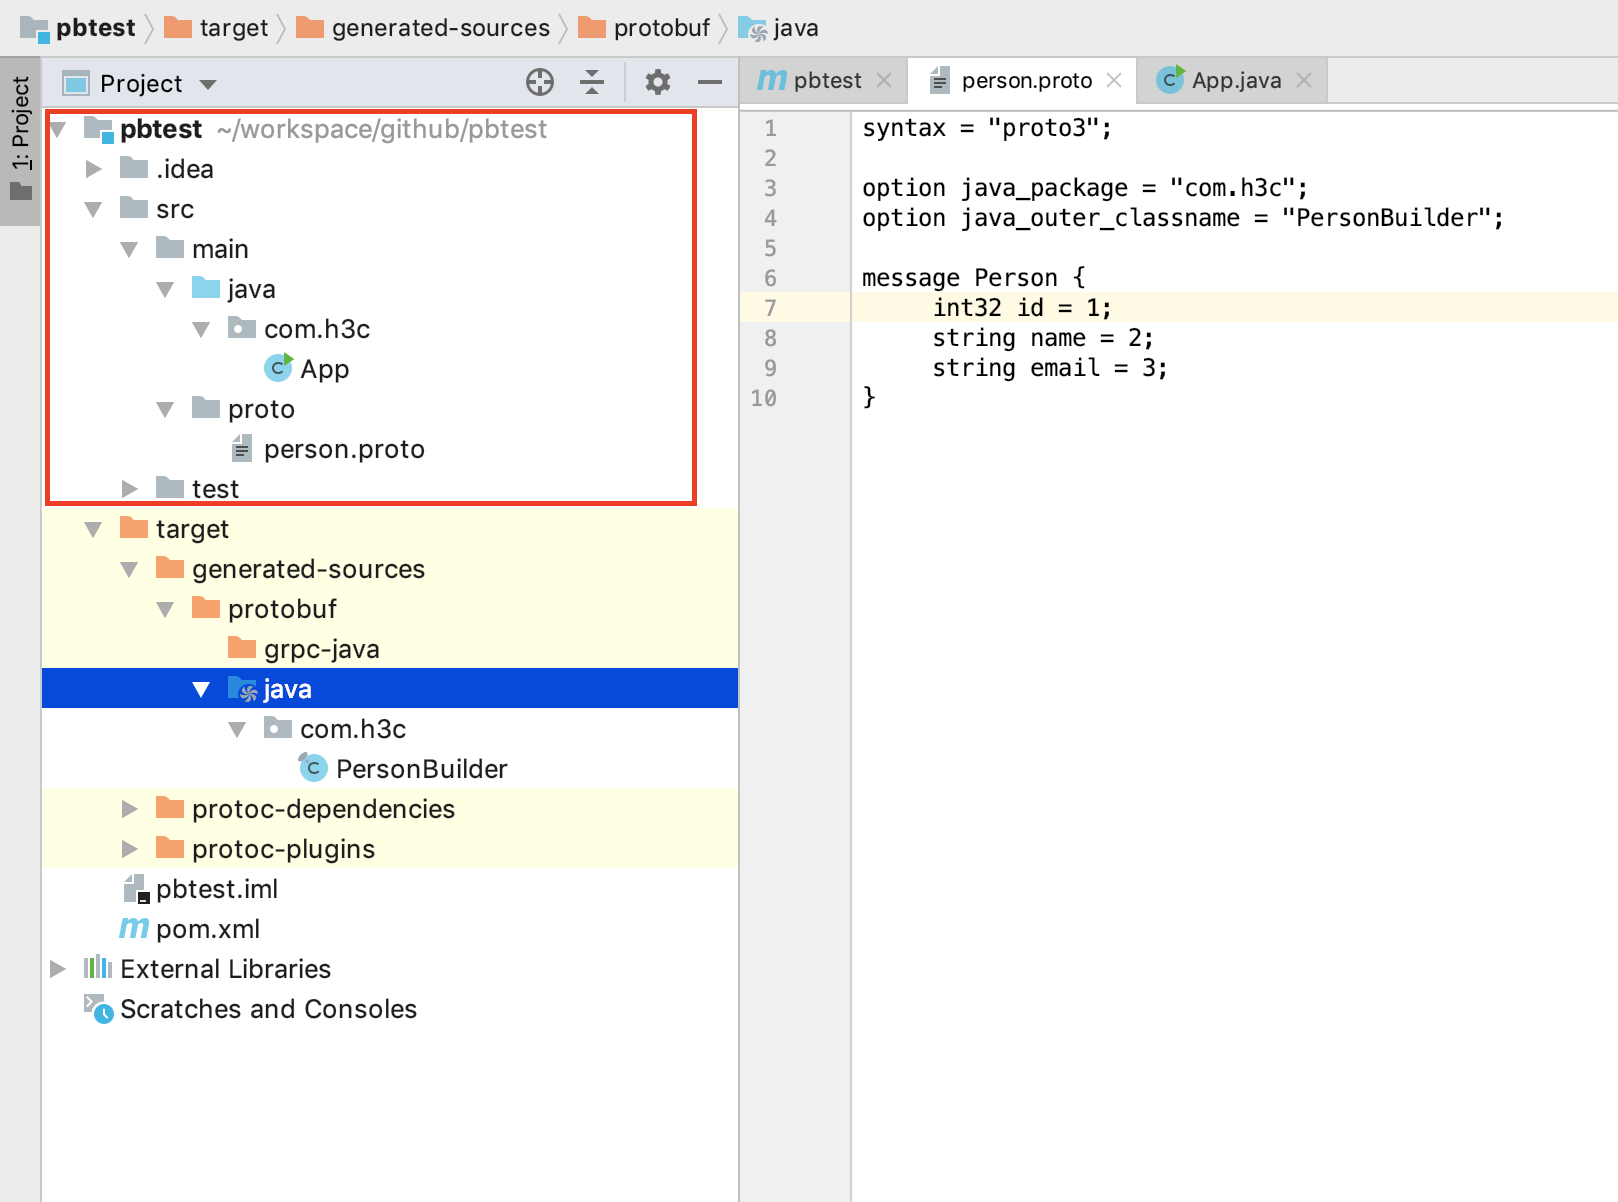 pbtest target generated-sources protobuf java
1: Project
Project
pbtest ~/workspace/github/pbtest
.idea
src
main
java
com.h3c
App
proto
person.proto
test
target
generated-sources
protobuf
grpc-java
java
com.h3c
PersonBuilder
protoc-dependencies
protoc-plugins
pbtest.iml
pom.xml
External Libraries
Scratches and Consoles
pbtest person.proto App.java
1 syntax = "proto3";
2
3 option java_package = "com.h3c";
4 option java_outer_classname = "PersonBuilder";
5
6 message Person {
7 int32 id = 1;
8 string name = 2;
9 string email = 3;
10 }